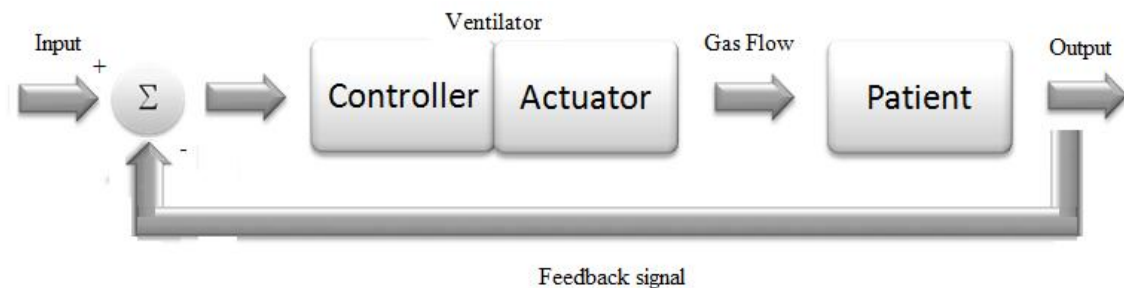 Ventilator
Input
Gas Flow
Output
+
Σ
Controller
Actuator
Patient
-
Feedback signal